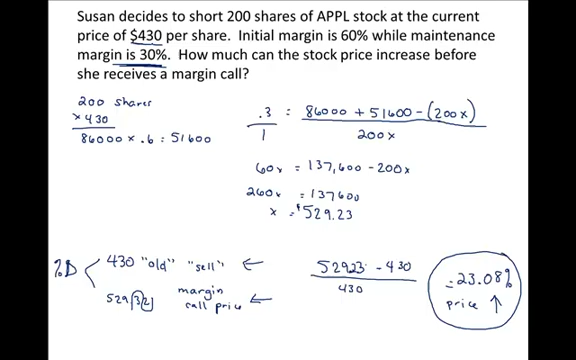 Susan decides to short 200 shares of APPL stock at the current
price of $430 per share. Initial margin is 60% while maintenance
margin is 30%. How much can the stock price increase before
she receives a margin call?
200 shares
× 430
86000 × .6 = 51600
.3 = 86000 + 51600 - (200x)
1 200x
60x = 137,600 - 200x
260x = 137600
x = $529.23
%D
430 "old" "sell" ←
529
margin
call price ←
529.23 - 430
430
= 23.08%
price ↑